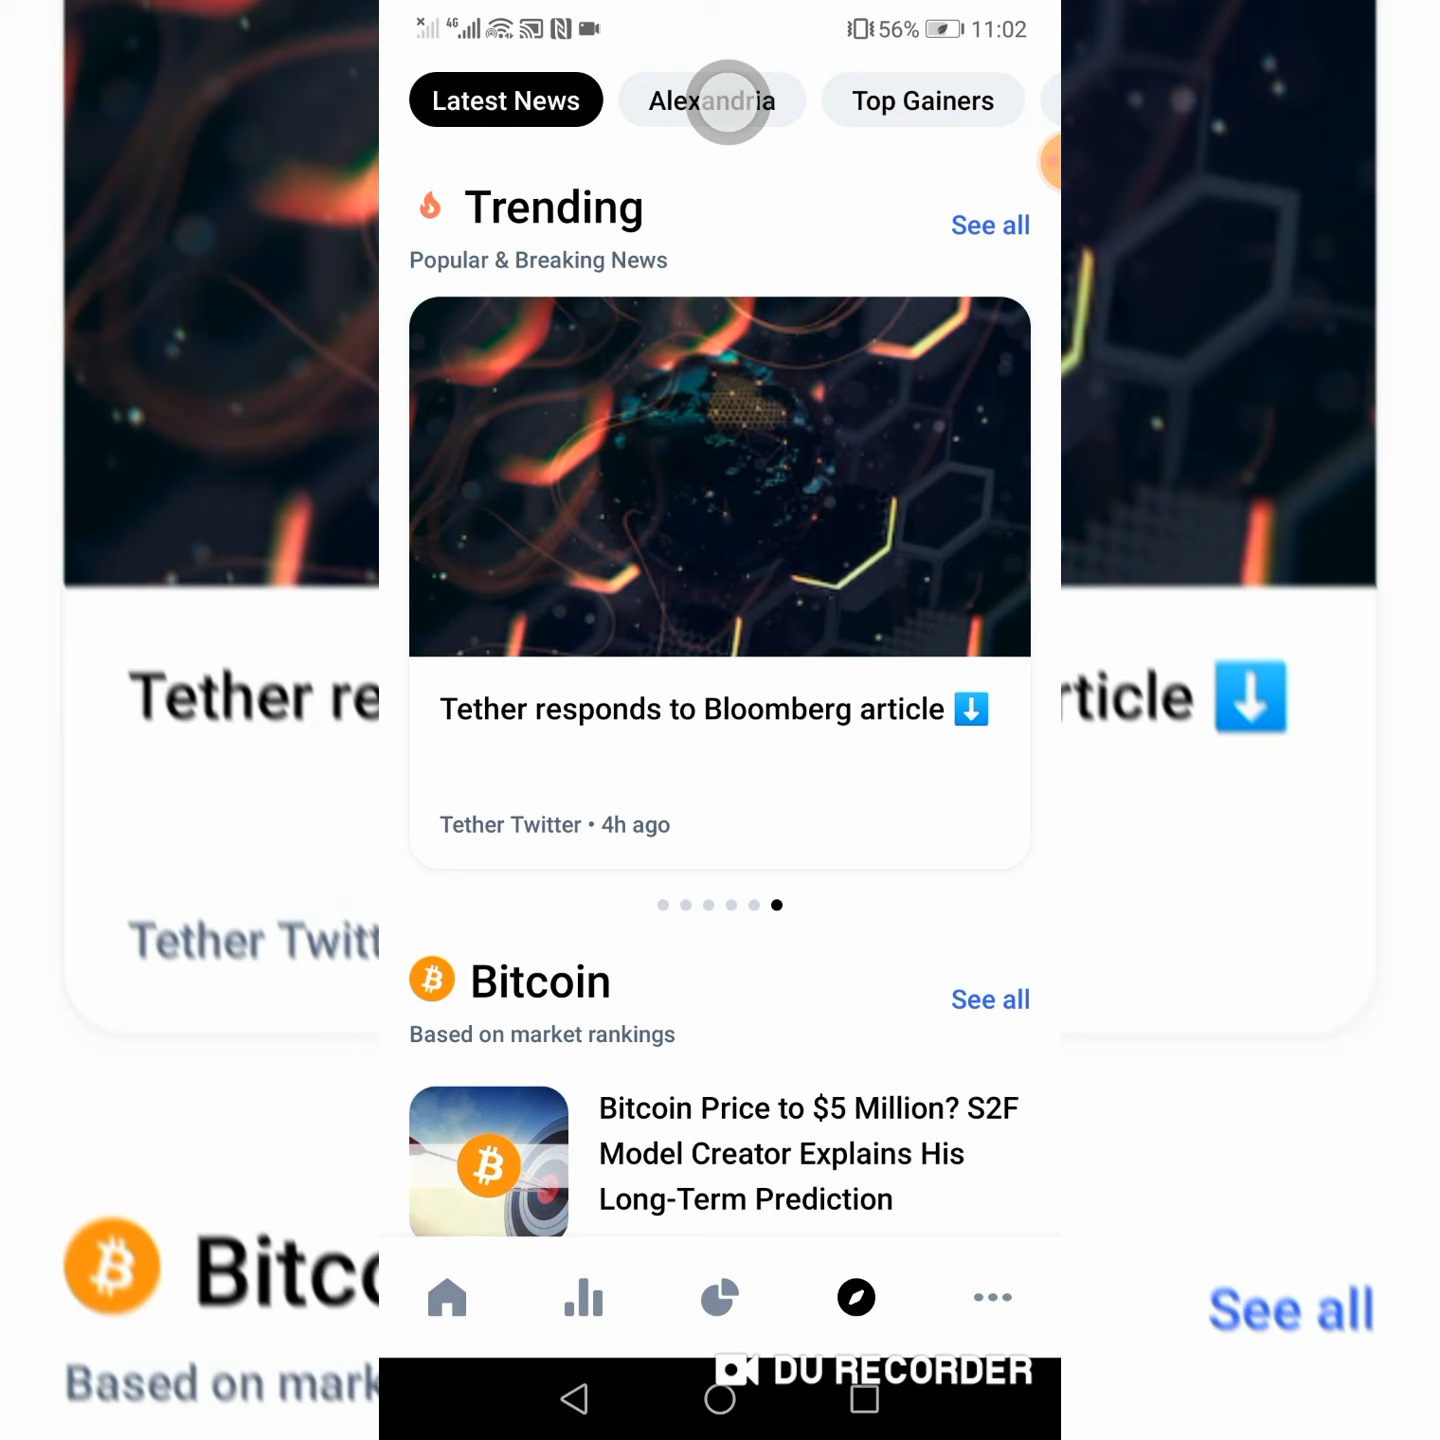 4G
56%
11:02
Latest News
Alexandria
Top Gainers
Trending
See all
Popular & Breaking News
Tether responds to Bloomberg article ⬇️
Tether Twitter • 4h ago
Bitcoin
See all
Based on market rankings
Bitcoin Price to $5 Million? S2F
Model Creator Explains His
Long-Term Prediction
DU RECORDER
Tether re
rticle ⬇️
Tether Twitt
Bitco
See all
Based on mark